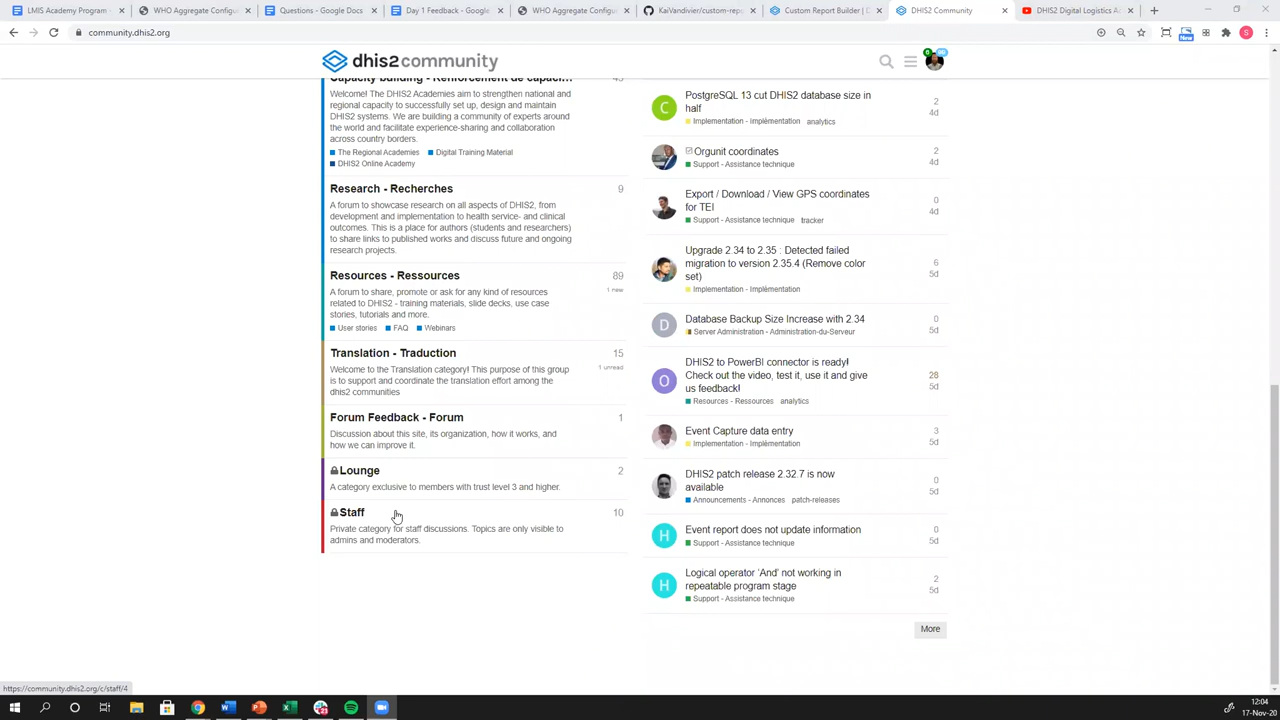 LMIS Academy Program -
WHO Aggregate Configu
Questions - Google Docs
Day 1 Feedback - Google
WHO Aggregate Configu
KaiVandivier/custom-repo
Custom Report Builder | D
DHIS2 Community
DHIS2 Digital Logistics Ac
community.dhis2.org
New
S
dhis2community
Capacity building - Renforcement de capaci...
Welcome! The DHIS2 Academies aim to strengthen national and
regional capacity to successfully set up, design and maintain
DHIS2 systems. We are building a community of experts around
the world and facilitate experience-sharing and collaboration
across country borders.
The Regional Academies
Digital Training Material
DHIS2 Online Academy
Research - Recherches
9
A forum to showcase research on all aspects of DHIS2, from
development and implementation to health service- and clinical
outcomes. This is a place for authors (students and researchers)
to share links to published works and discuss future and ongoing
research projects.
Resources - Ressources
89
1 new
A forum to share, promote or ask for any kind of resources
related to DHIS2 - training materials, slide decks, use case
stories, tutorials and more.
User stories
FAQ
Webinars
Translation - Traduction
15
1 unread
Welcome to the Translation category! This purpose of this group
is to support and coordinate the translation effort among the
dhis2 communities
Forum Feedback - Forum
1
Discussion about this site, its organization, how it works, and
how we can improve it.
Lounge
2
A category exclusive to members with trust level 3 and higher.
Staff
10
Private category for staff discussions. Topics are only visible to
admins and moderators.
C
PostgreSQL 13 cut DHIS2 database size in
half
2
4d
Implementation - Implèmentation
analytics
Orgunit coordinates
2
4d
Support - Assistance technique
Export / Download / View GPS coordinates
for TEI
0
4d
Support - Assistance technique
tracker
Upgrade 2.34 to 2.35 : Detected failed
migration to version 2.35.4 (Remove color
set)
6
5d
Implementation - Implèmentation
D
Database Backup Size Increase with 2.34
0
5d
Server Administration - Administration-du-Serveur
O
DHIS2 to PowerBI connector is ready!
Check out the video, test it, use it and give
us feedback!
28
5d
Resources - Ressources
analytics
Event Capture data entry
3
5d
Implementation - Implèmentation
DHIS2 patch release 2.32.7 is now
available
0
5d
Announcements - Annonces
patch-releases
H
Event report does not update information
0
5d
Support - Assistance technique
H
Logical operator 'And' not working in
repeatable program stage
2
5d
Support - Assistance technique
More
https://community.dhis2.org/c/staff/4
12:04
17-Nov-20